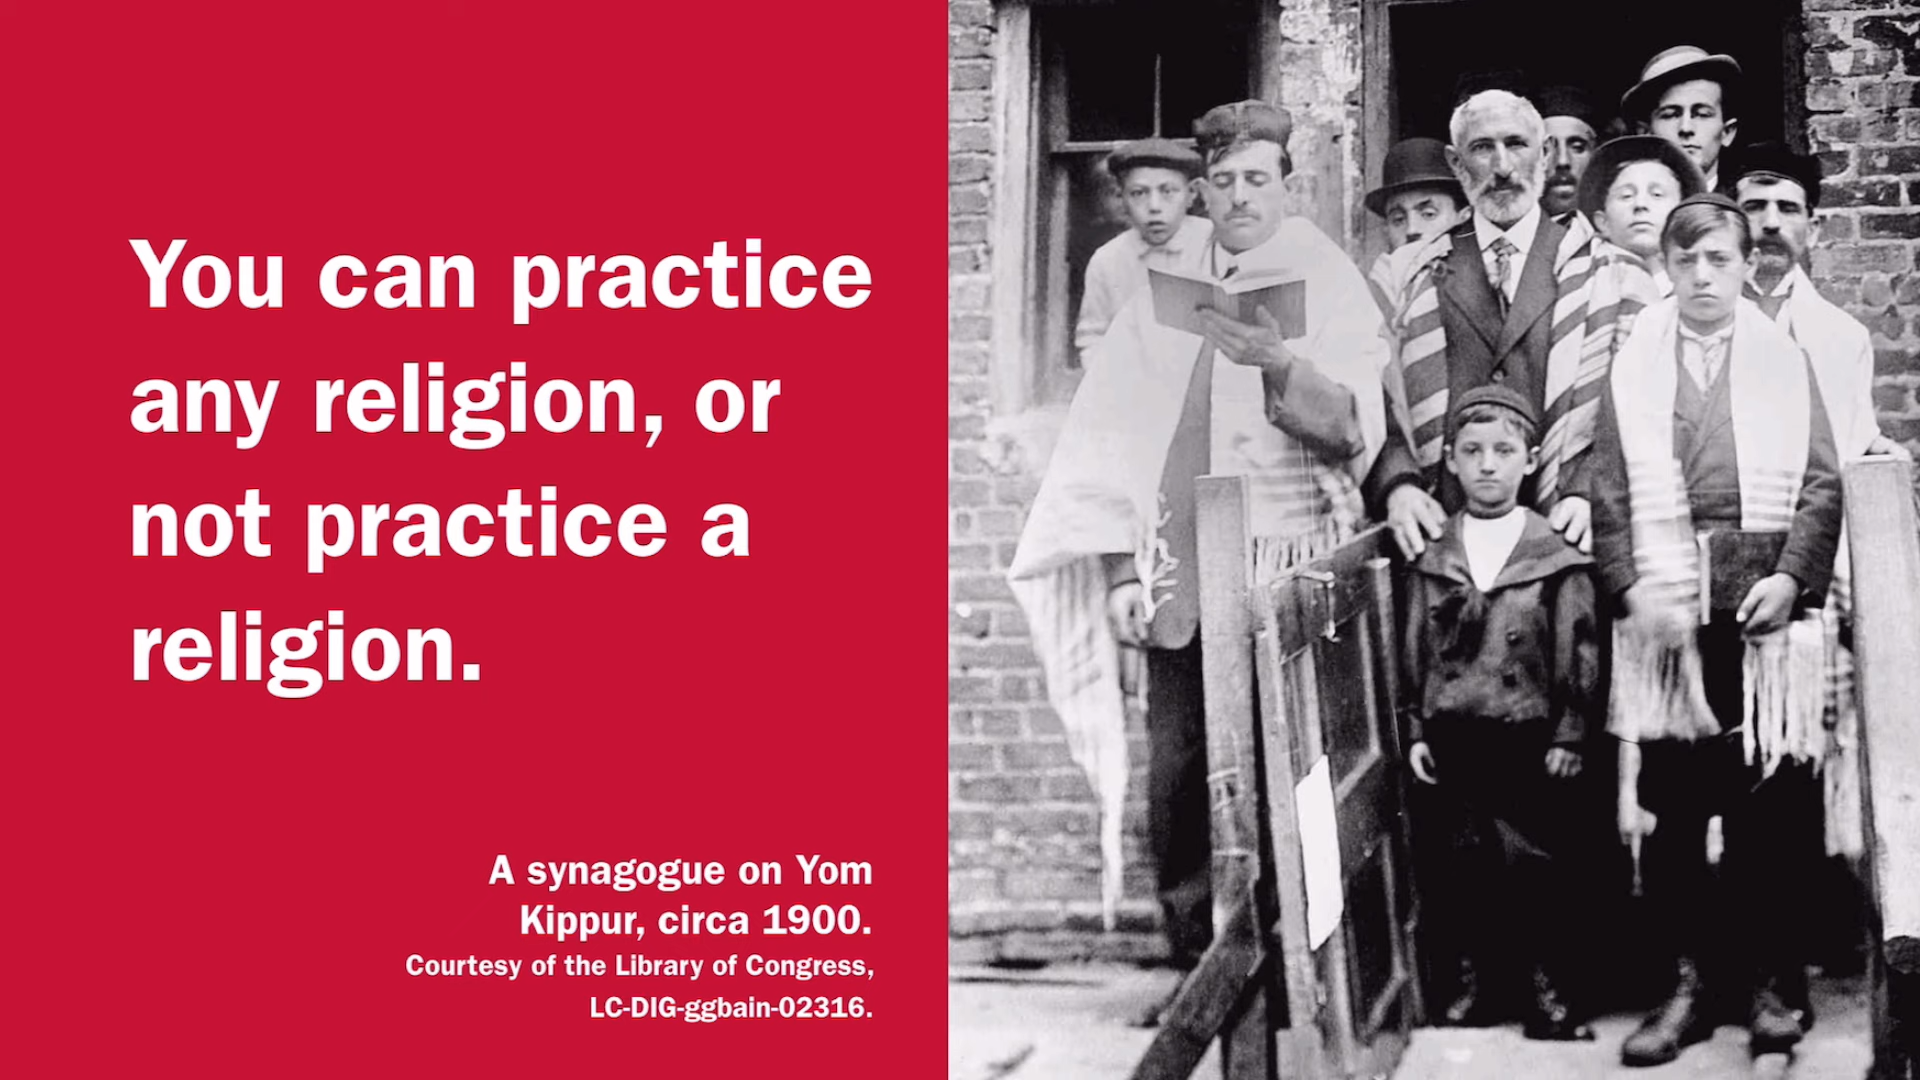 You can practice
any religion, or
not practice a
religion.
A synagogue on Yom
Kippur, circa 1900.
Courtesy of the Library of Congress,
LC-DIG-ggbain-02316.